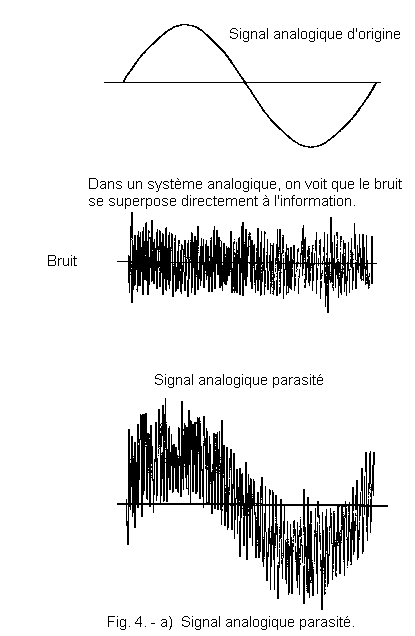 Signal analogique d'origine
Dans un système analogique, on voit que le bruit
se superpose directement à l'information.
Bruit
Signal analogique parasité
Fig. 4. - a) Signal analogique parasité.